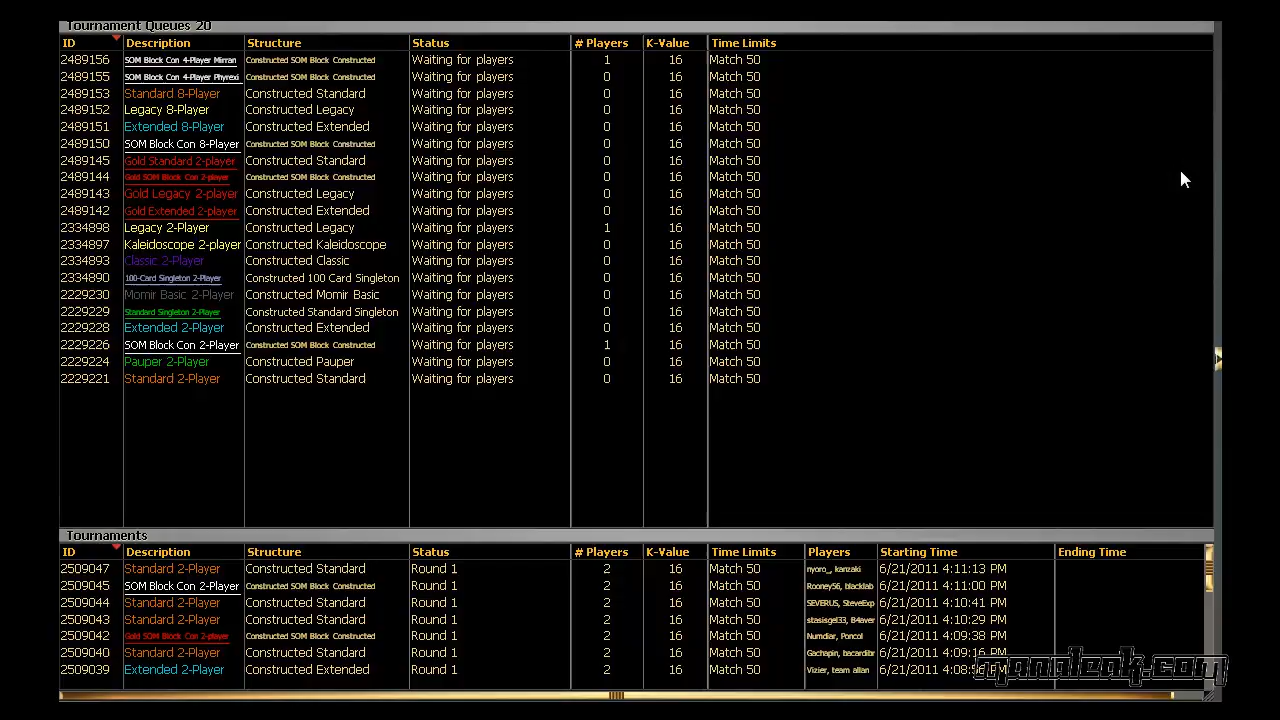 Tournament Queues 20
ID Description Structure Status # Players K-Value Time Limits
2489156 SOM Block Con 4-Player Mirran Constructed SOM Block Constructed Waiting for players 1 16 Match 50
2489155 SOM Block Con 4-Player Phyrexi Constructed SOM Block Constructed Waiting for players 0 16 Match 50
2489153 Standard 8-Player Constructed Standard Waiting for players 0 16 Match 50
2489152 Legacy 8-Player Constructed Legacy Waiting for players 0 16 Match 50
2489151 Extended 8-Player Constructed Extended Waiting for players 0 16 Match 50
2489150 SOM Block Con 8-Player Constructed SOM Block Constructed Waiting for players 0 16 Match 50
2489145 Gold Standard 2-player Constructed Standard Waiting for players 0 16 Match 50
2489144 Gold SOM Block Con 2-player Constructed SOM Block Constructed Waiting for players 0 16 Match 50
2489143 Gold Legacy 2-player Constructed Legacy Waiting for players 0 16 Match 50
2489142 Gold Extended 2-player Constructed Extended Waiting for players 0 16 Match 50
2334898 Legacy 2-Player Constructed Legacy Waiting for players 1 16 Match 50
2334897 Kaleidoscope 2-player Constructed Kaleidoscope Waiting for players 0 16 Match 50
2334893 Classic 2-Player Constructed Classic Waiting for players 0 16 Match 50
2334890 100-Card Singleton 2-Player Constructed 100 Card Singleton Waiting for players 0 16 Match 50
2229230 Momir Basic 2-Player Constructed Momir Basic Waiting for players 0 16 Match 50
2229229 Standard Singleton 2-Player Constructed Standard Singleton Waiting for players 0 16 Match 50
2229228 Extended 2-Player Constructed Extended Waiting for players 0 16 Match 50
2229226 SOM Block Con 2-Player Constructed SOM Block Constructed Waiting for players 1 16 Match 50
2229224 Pauper 2-Player Constructed Pauper Waiting for players 0 16 Match 50
2229221 Standard 2-Player Constructed Standard Waiting for players 0 16 Match 50
Tournaments
ID Description Structure Status # Players K-Value Time Limits Players Starting Time Ending Time
2509047 Standard 2-Player Constructed Standard Round 1 2 16 Match 50 nyoro_, kanzaki 6/21/2011 4:11:13 PM
2509045 SOM Block Con 2-Player Constructed SOM Block Constructed Round 1 2 16 Match 50 Rooney56, blacklab 6/21/2011 4:11:00 PM
2509044 Standard 2-Player Constructed Standard Round 1 2 16 Match 50 SEVERUS, SteveExp 6/21/2011 4:10:41 PM
2509043 Standard 2-Player Constructed Standard Round 1 2 16 Match 50 stasisgel33, B4aver 6/21/2011 4:10:29 PM
2509042 Gold SOM Block Con 2-player Constructed SOM Block Constructed Round 1 2 16 Match 50 Numdiar, Poncol 6/21/2011 4:09:38 PM
2509040 Standard 2-Player Constructed Standard Round 1 2 16 Match 50 Gachapin, bacardibr 6/21/2011 4:09:16 PM
2509039 Extended 2-Player Constructed Extended Round 1 2 16 Match 50 Vizier, team allan 6/21/2011 4:08:
manaleak.com